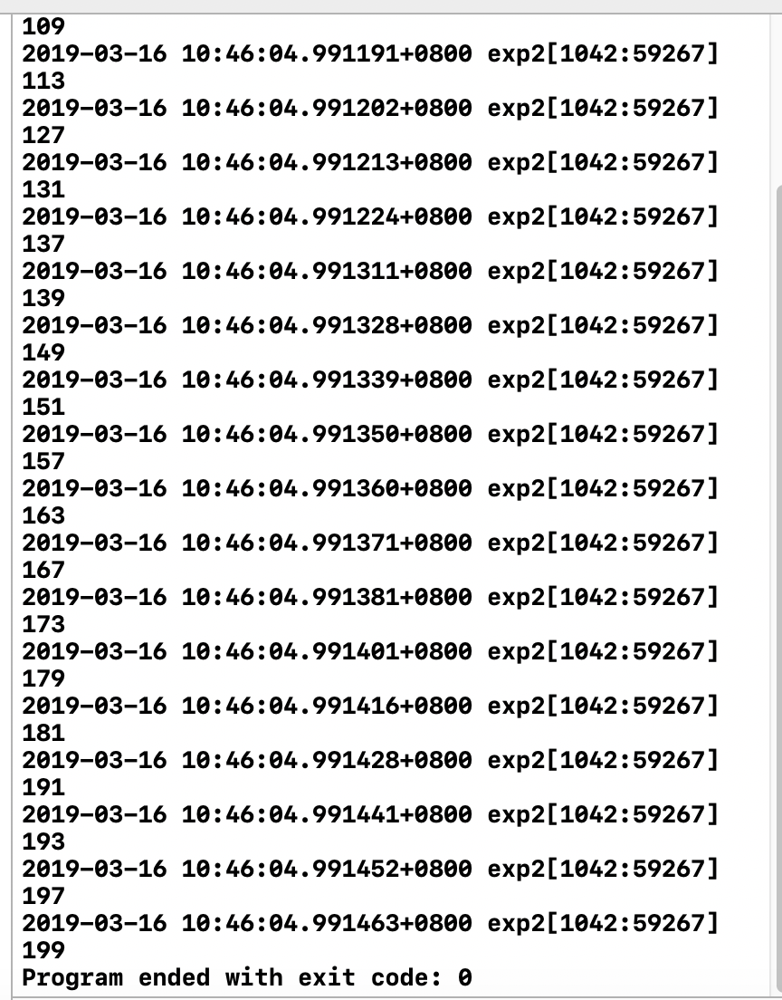 109
2019-03-16 10:46:04.991191+0800 exp2[1042:59267]
113
2019-03-16 10:46:04.991202+0800 exp2[1042:59267]
127
2019-03-16 10:46:04.991213+0800 exp2[1042:59267]
131
2019-03-16 10:46:04.991224+0800 exp2[1042:59267]
137
2019-03-16 10:46:04.991311+0800 exp2[1042:59267]
139
2019-03-16 10:46:04.991328+0800 exp2[1042:59267]
149
2019-03-16 10:46:04.991339+0800 exp2[1042:59267]
151
2019-03-16 10:46:04.991350+0800 exp2[1042:59267]
157
2019-03-16 10:46:04.991360+0800 exp2[1042:59267]
163
2019-03-16 10:46:04.991371+0800 exp2[1042:59267]
167
2019-03-16 10:46:04.991381+0800 exp2[1042:59267]
173
2019-03-16 10:46:04.991401+0800 exp2[1042:59267]
179
2019-03-16 10:46:04.991416+0800 exp2[1042:59267]
181
2019-03-16 10:46:04.991428+0800 exp2[1042:59267]
191
2019-03-16 10:46:04.991441+0800 exp2[1042:59267]
193
2019-03-16 10:46:04.991452+0800 exp2[1042:59267]
197
2019-03-16 10:46:04.991463+0800 exp2[1042:59267]
199
Program ended with exit code: 0